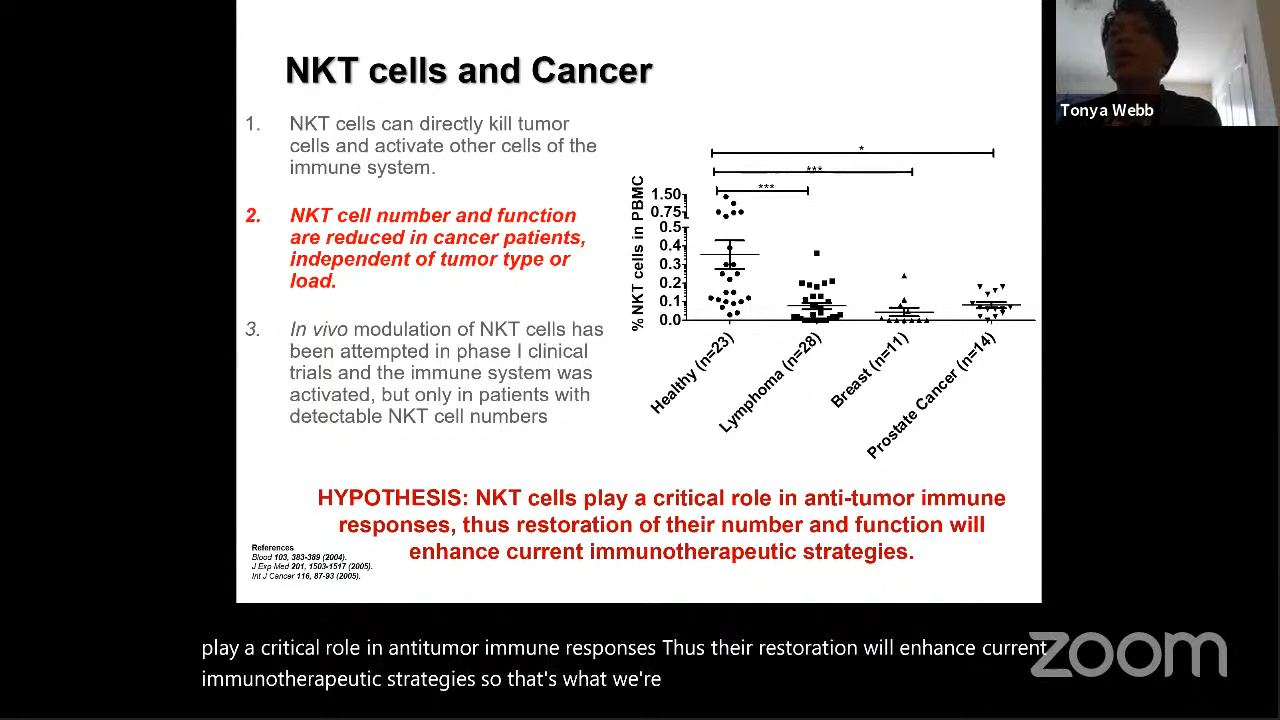 NKT cells and Cancer
Tonya Webb
1. NKT cells can directly kill tumor
cells and activate other cells of the
immune system.
2. NKT cell number and function
are reduced in cancer patients,
independent of tumor type or
load.
3. In vivo modulation of NKT cells has
been attempted in phase I clinical
trials and the immune system was
activated, but only in patients with
detectable NKT cell numbers
*
***
***
% NKT cells in PBMC
1.50
0.75
0.5
0.4
0.3
0.2
0.1
0.0
Healthy (n=23)
Lymphoma (n=28)
Breast (n=11)
Prostate Cancer (n=14)
HYPOTHESIS: NKT cells play a critical role in anti-tumor immune
responses, thus restoration of their number and function will
enhance current immunotherapeutic strategies.
References
Blood 103, 383-389 (2004).
J Exp Med 201, 1503-1517 (2005).
Int J Cancer 116, 87-93 (2005).
play a critical role in antitumor immune responses Thus their restoration will enhance current
immunotherapeutic strategies so that's what we're
zoom